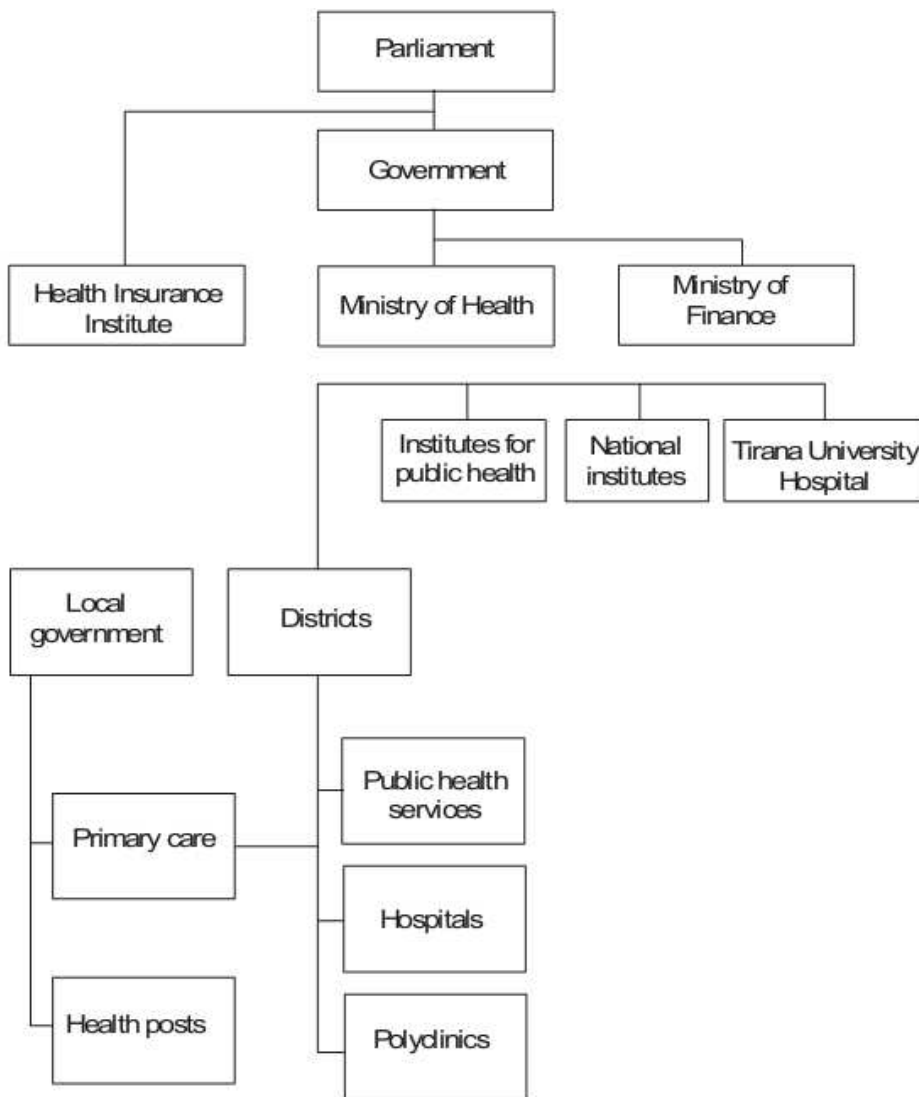 Parliament
Government
Health Insurance
Institute
Ministry of Health
Ministry of
Finance
Institutes for
public health
National
institutes
Tirana University
Hospital
Local
government
Districts
Public health
services
Primary care
Hospitals
Health posts
Polyclinics